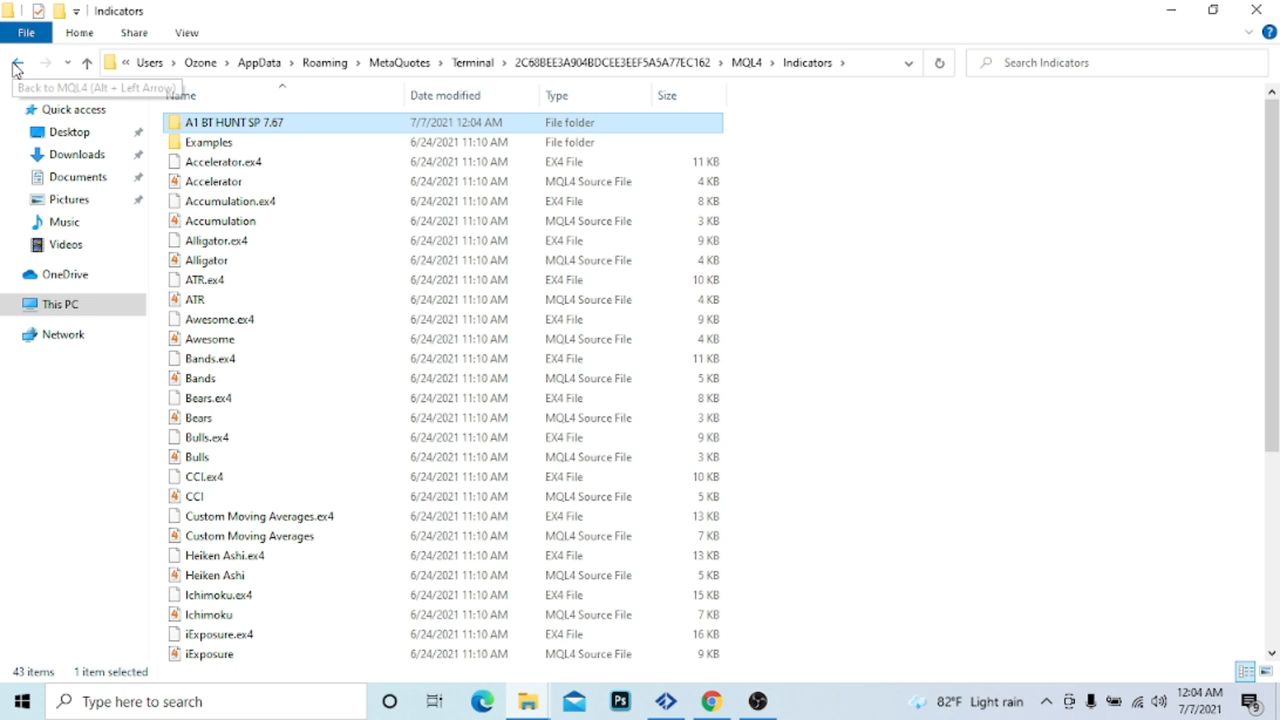 Indicators
File Home Share View
« Users › Ozone › AppData › Roaming › MetaQuotes › Terminal › 2C68BEE3A904BDCEE3EEF5A5A77EC162 › MQL4 › Indicators ›
Search Indicators
Back to MQL4 (Alt + Left Arrow)
Name Date modified Type Size
Quick access
Desktop
Downloads
Documents
Pictures
Music
Videos
OneDrive
This PC
Network
A1 BT HUNT SP 7.67 7/7/2021 12:04 AM File folder
Examples 6/24/2021 11:10 AM File folder
Accelerator.ex4 6/24/2021 11:10 AM EX4 File 11 KB
Accelerator 6/24/2021 11:10 AM MQL4 Source File 4 KB
Accumulation.ex4 6/24/2021 11:10 AM EX4 File 8 KB
Accumulation 6/24/2021 11:10 AM MQL4 Source File 3 KB
Alligator.ex4 6/24/2021 11:10 AM EX4 File 9 KB
Alligator 6/24/2021 11:10 AM MQL4 Source File 4 KB
ATR.ex4 6/24/2021 11:10 AM EX4 File 10 KB
ATR 6/24/2021 11:10 AM MQL4 Source File 4 KB
Awesome.ex4 6/24/2021 11:10 AM EX4 File 9 KB
Awesome 6/24/2021 11:10 AM MQL4 Source File 4 KB
Bands.ex4 6/24/2021 11:10 AM EX4 File 11 KB
Bands 6/24/2021 11:10 AM MQL4 Source File 5 KB
Bears.ex4 6/24/2021 11:10 AM EX4 File 8 KB
Bears 6/24/2021 11:10 AM MQL4 Source File 3 KB
Bulls.ex4 6/24/2021 11:10 AM EX4 File 9 KB
Bulls 6/24/2021 11:10 AM MQL4 Source File 3 KB
CCI.ex4 6/24/2021 11:10 AM EX4 File 10 KB
CCI 6/24/2021 11:10 AM MQL4 Source File 5 KB
Custom Moving Averages.ex4 6/24/2021 11:10 AM EX4 File 13 KB
Custom Moving Averages 6/24/2021 11:10 AM MQL4 Source File 7 KB
Heiken Ashi.ex4 6/24/2021 11:10 AM EX4 File 13 KB
Heiken Ashi 6/24/2021 11:10 AM MQL4 Source File 5 KB
Ichimoku.ex4 6/24/2021 11:10 AM EX4 File 15 KB
Ichimoku 6/24/2021 11:10 AM MQL4 Source File 7 KB
iExposure.ex4 6/24/2021 11:10 AM EX4 File 16 KB
iExposure 6/24/2021 11:10 AM MQL4 Source File 9 KB
43 items 1 item selected
Type here to search
Ps
82°F Light rain
12:04 AM
7/7/2021
9